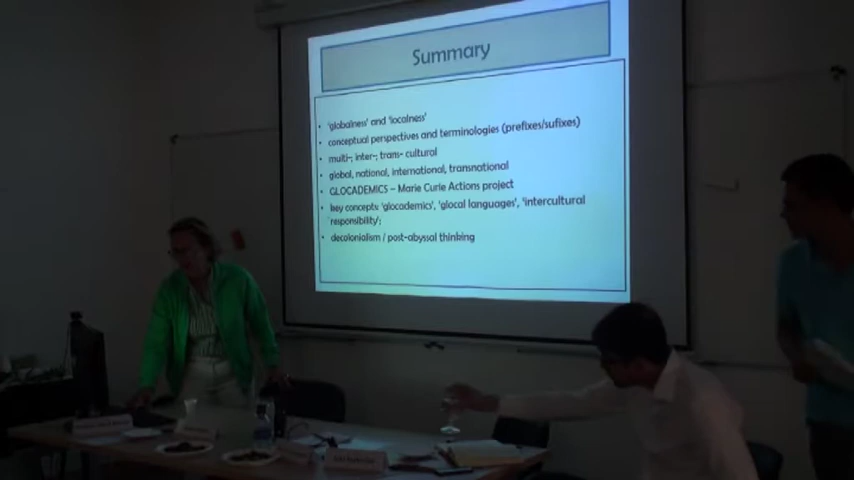 Summary
• 'globalness' and 'localness'
• conceptual perspectives and terminologies (prefixes/sufixes)
• multi-; inter-; trans- cultural
• global, national, international, transnational
• GLOCADEMICS – Marie Curie Actions project
• key concepts: 'glocademics', 'glocal languages', 'intercultural
responsibility';
• decolonialism / post-abyssal thinking